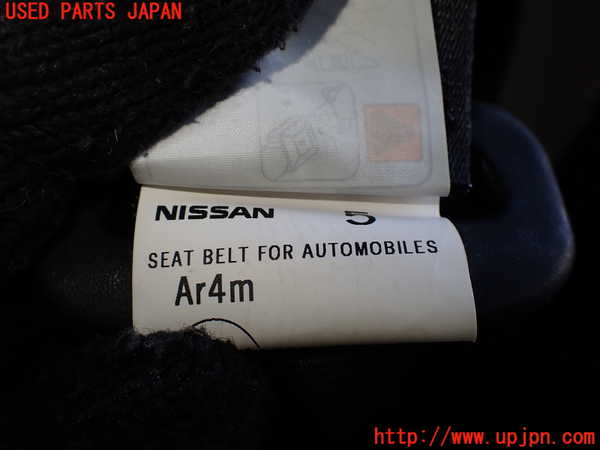 USED PARTS JAPAN
NISSAN 5
SEAT BELT FOR AUTOMOBILES
Ar4m
http://www.upjpn.com/